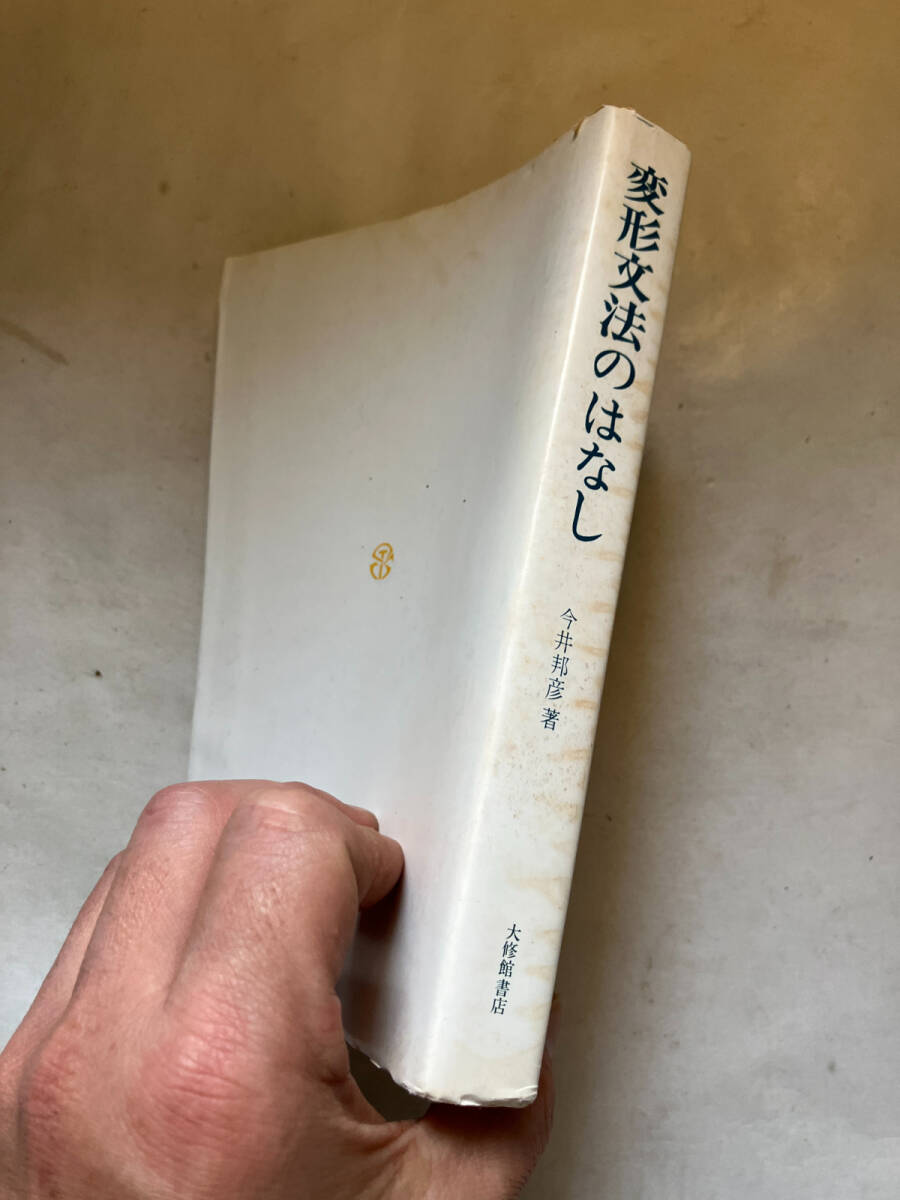 変形文法のはなし
今井邦彦 著
大修館書店